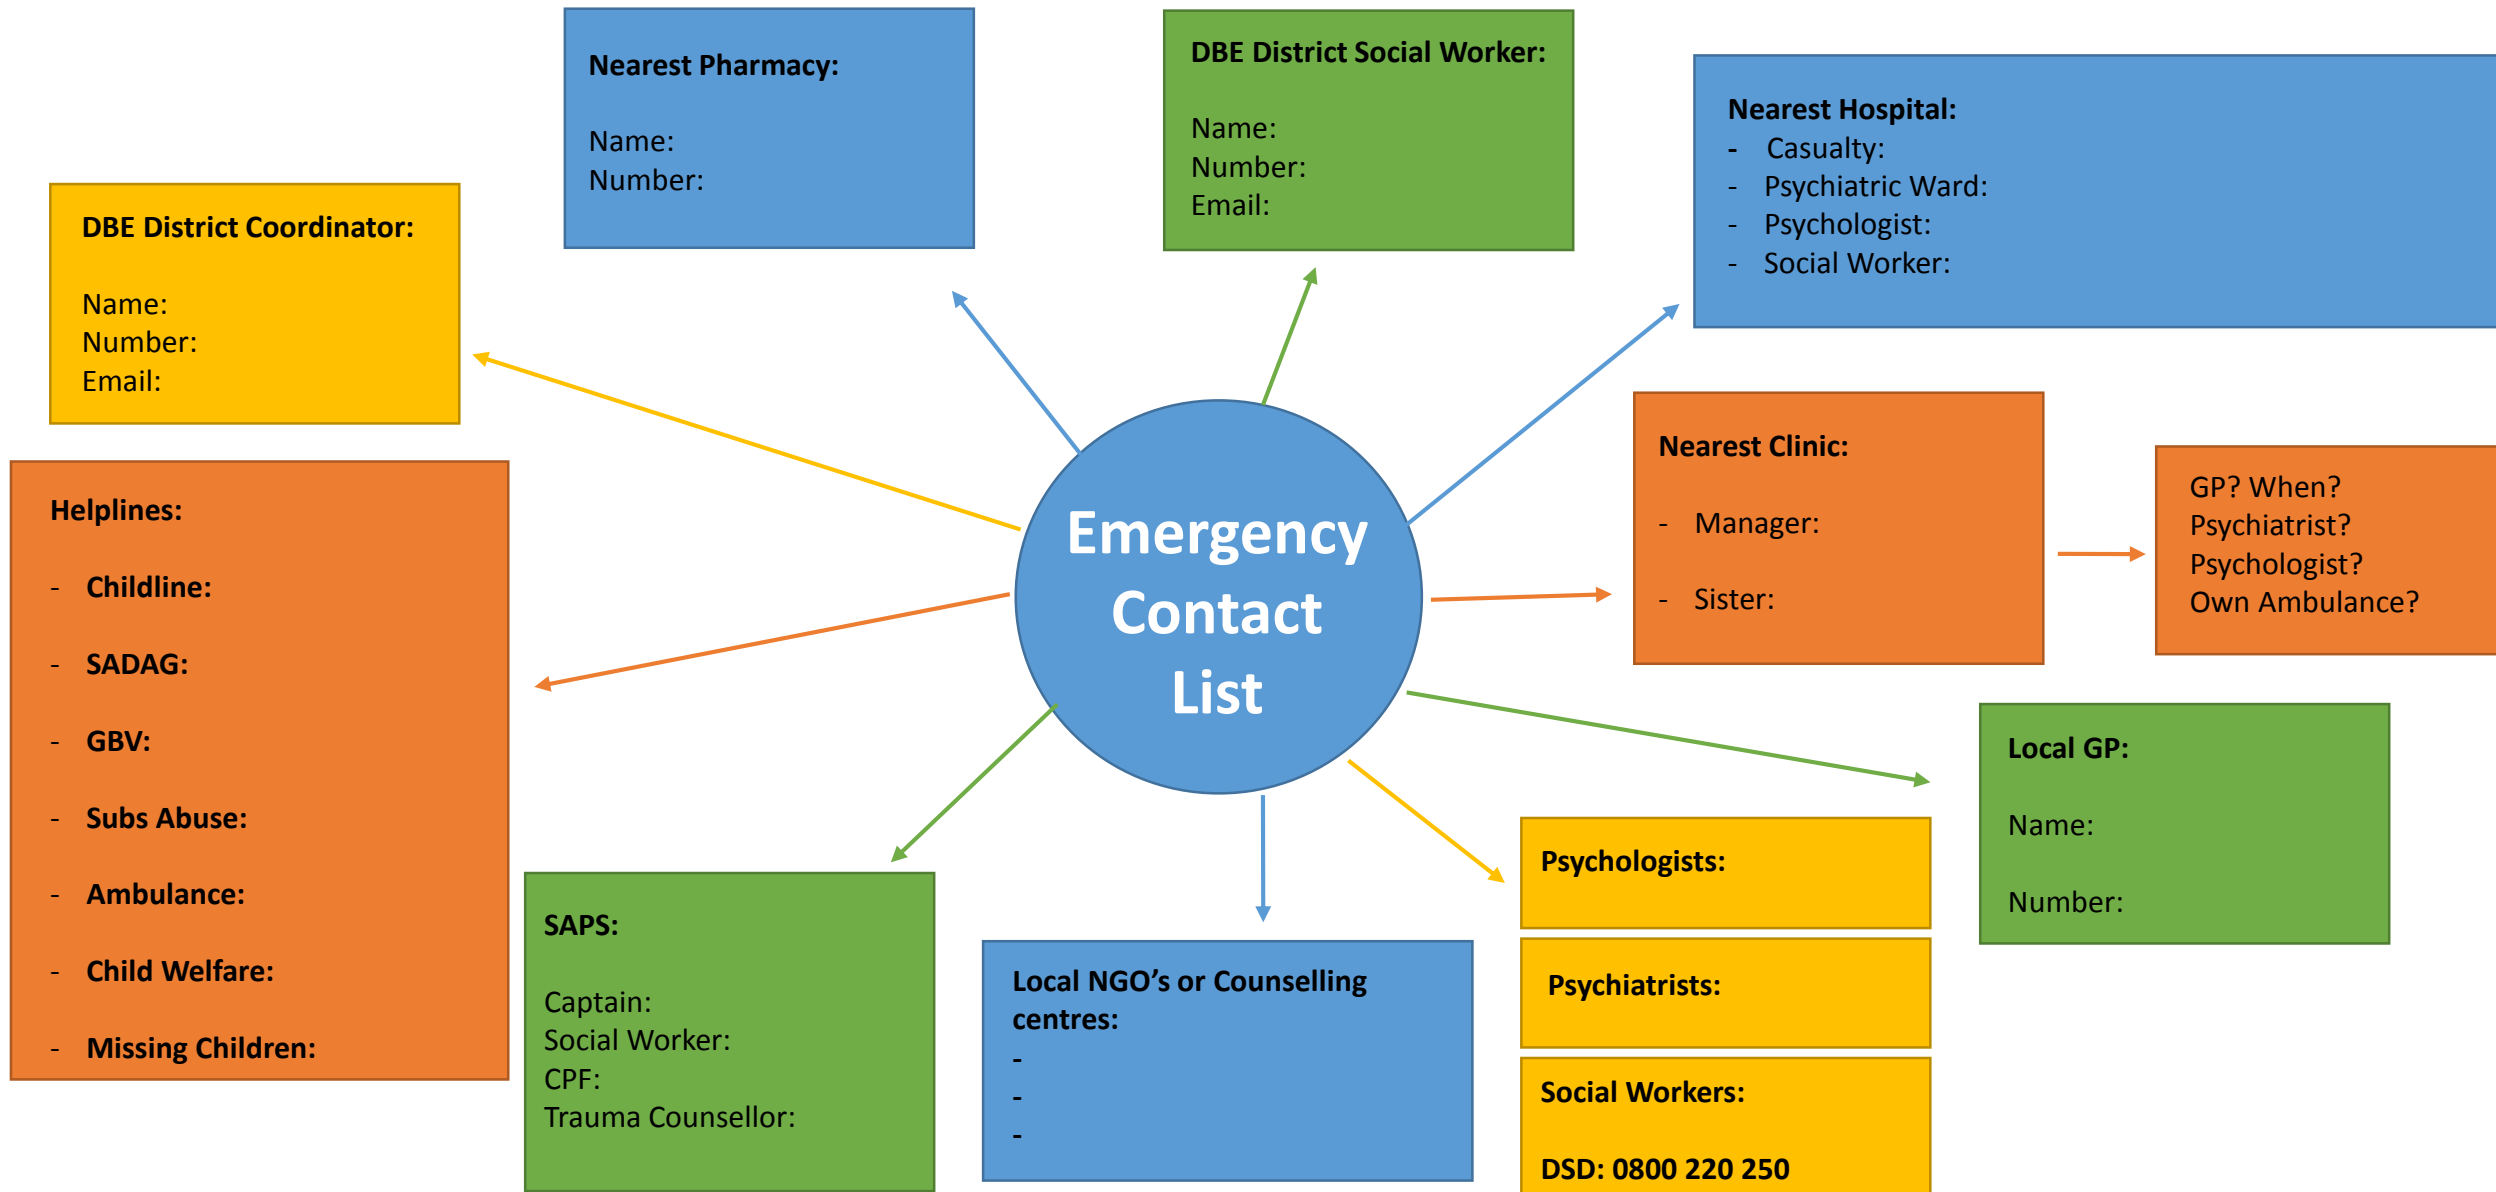 Nearest Pharmacy:
Name:
Number:
DBE District Social Worker:
Name:
Number:
Email:
Nearest Hospital:
- Casualty:
- Psychiatric Ward:
- Psychologist:
- Social Worker:
DBE District Coordinator:
Name:
Number:
Email:
Emergency
Contact
List
Nearest Clinic:
- Manager:
- Sister:
GP? When?
Psychiatrist?
Psychologist?
Own Ambulance?
Helplines:
- Childline:
- SADAG:
- GBV:
- Subs Abuse:
- Ambulance:
- Child Welfare:
- Missing Children:
Local GP:
Name:
Number:
SAPS:
Captain:
Social Worker:
CPF:
Trauma Counsellor:
Local NGO’s or Counselling
centres:
-
-
-
Psychologists:
Psychiatrists:
Social Workers:
DSD: 0800 220 250